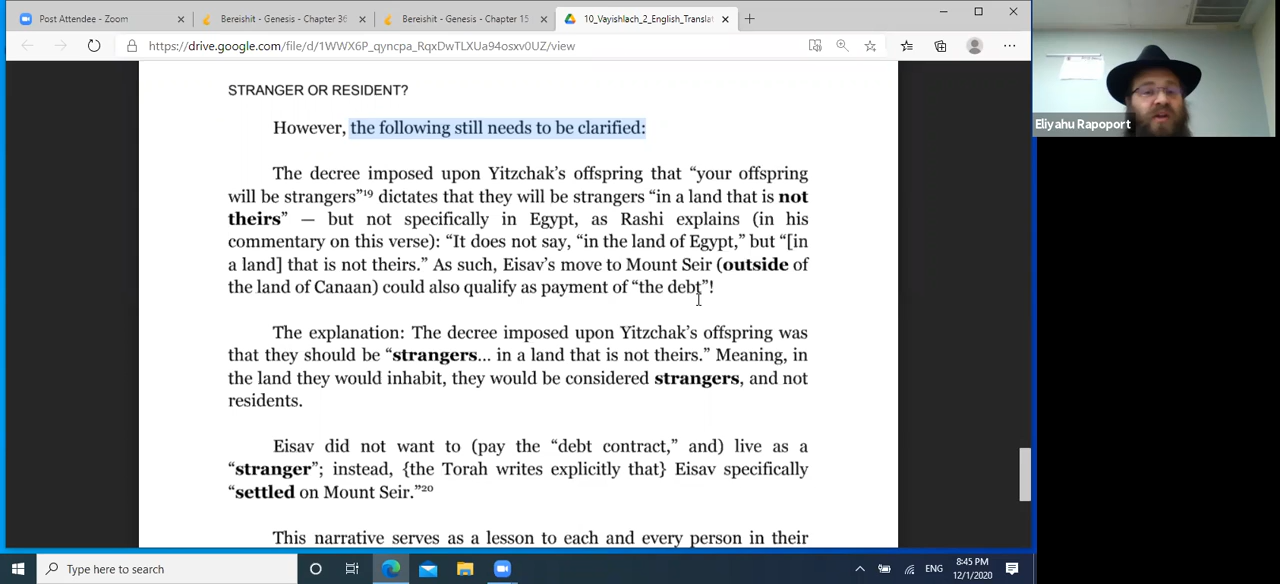 Post Attendee - Zoom
Bereishit - Genesis - Chapter 36
Bereishit - Genesis - Chapter 15
10_Vayishlach_2_English_Translat
https://drive.google.com/file/d/1WWX6P_qyncpa_RqxDwTLXUa94osxv0UZ/view
STRANGER OR RESIDENT?
However, the following still needs to be clarified:
The decree imposed upon Yitzchak’s offspring that “your offspring
will be strangers”19 dictates that they will be strangers “in a land that is not
theirs” — but not specifically in Egypt, as Rashi explains (in his
commentary on this verse): “It does not say, “in the land of Egypt,” but “[in
a land] that is not theirs.” As such, Eisav’s move to Mount Seir (outside of
the land of Canaan) could also qualify as payment of “the debt”!
The explanation: The decree imposed upon Yitzchak’s offspring was
that they should be “strangers... in a land that is not theirs.” Meaning, in
the land they would inhabit, they would be considered strangers, and not
residents.
Eisav did not want to (pay the “debt contract,” and) live as a
“stranger”; instead, {the Torah writes explicitly that} Eisav specifically
“settled on Mount Seir.”20
This narrative serves as a lesson to each and every person in their
Eliyahu Rapoport
Type here to search
ENG
8:45 PM
12/1/2020